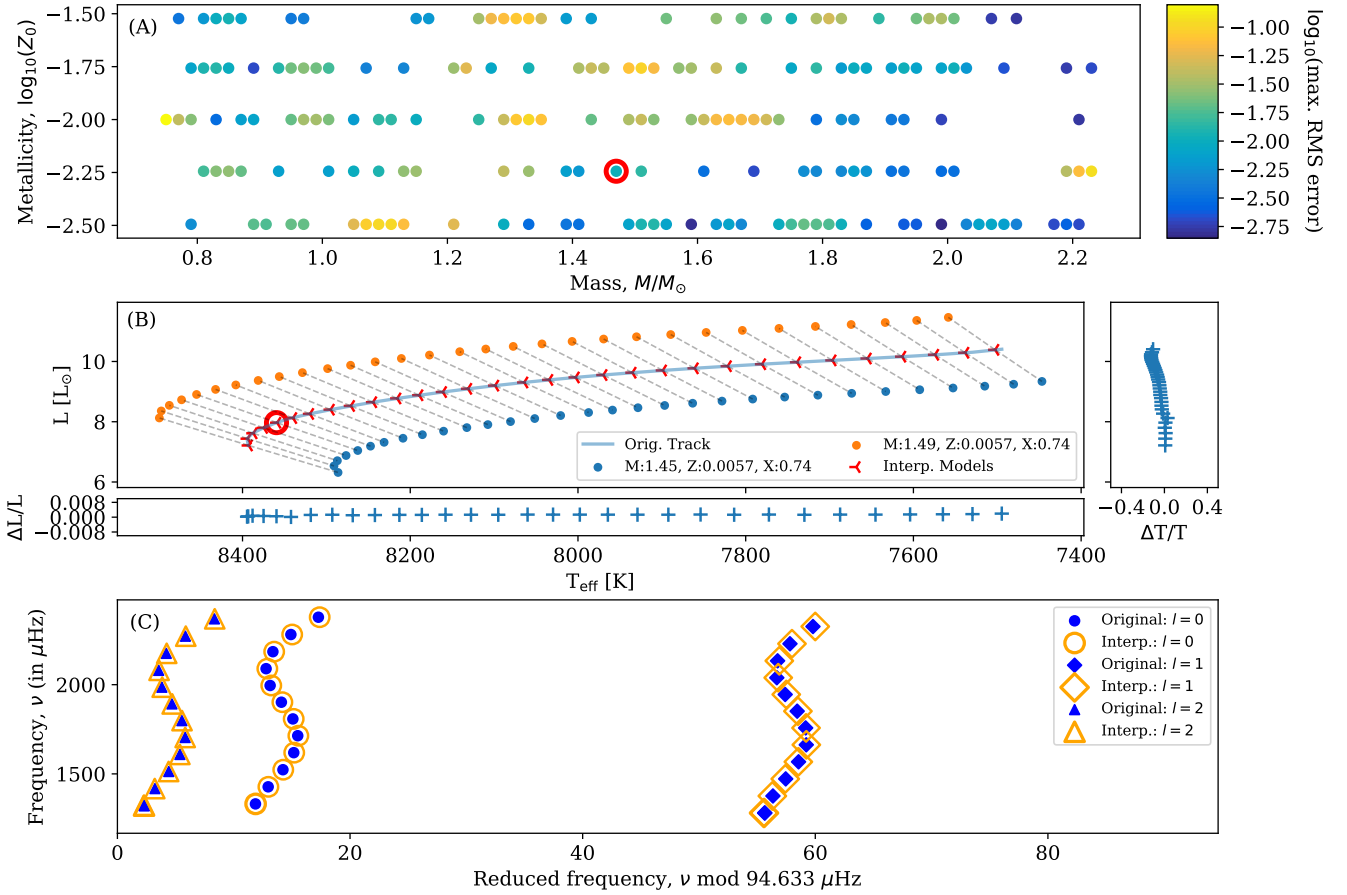 (A)
Metallicity, log₁₀(Z₀)
−1.50
−1.75
−2.00
−2.25
−2.50
0.8 1.0 1.2 1.4 1.6 1.8 2.0 2.2
Mass, M/M⊙
−1.00
−1.25
−1.50
−1.75
−2.00
−2.25
−2.50
−2.75
log₁₀(max. RMS error)
(B)
L [L⊙]
10
8
6
Orig. Track
M:1.45, Z:0.0057, X:0.74
M:1.49, Z:0.0057, X:0.74
Interp. Models
−0.4 0.0 0.4
ΔT/T
ΔL/L
0.008
0.008
−0.008
8400 8200 8000 7800 7600 7400
T_eff [K]
(C)
Frequency, ν (in μHz)
2000
1500
Original: l = 0
Interp.: l = 0
Original: l = 1
Interp.: l = 1
Original: l = 2
Interp.: l = 2
0 20 40 60 80
Reduced frequency, ν mod 94.633 μHz